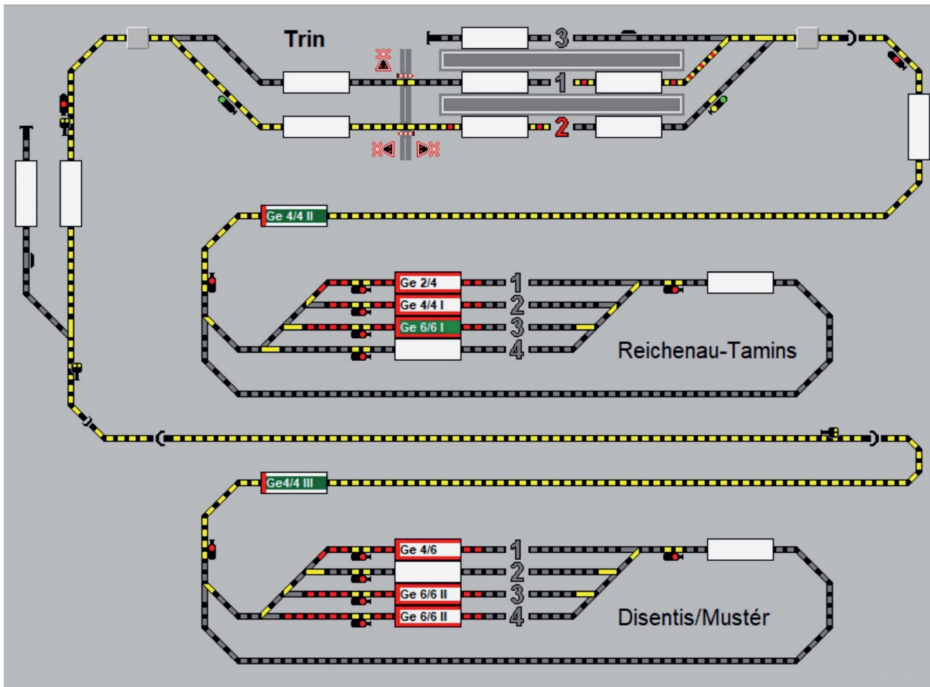 Trin
3
1
2
Ge 4/4 II
Ge 2/4
1
Ge 4/4 I
2
Ge 6/6 I
3
4
Reichenau-Tamins
Ge4/4 III
Ge 4/6
1
2
Ge 6/6 II
3
Ge 6/6 II
4
Disentis/Mustér